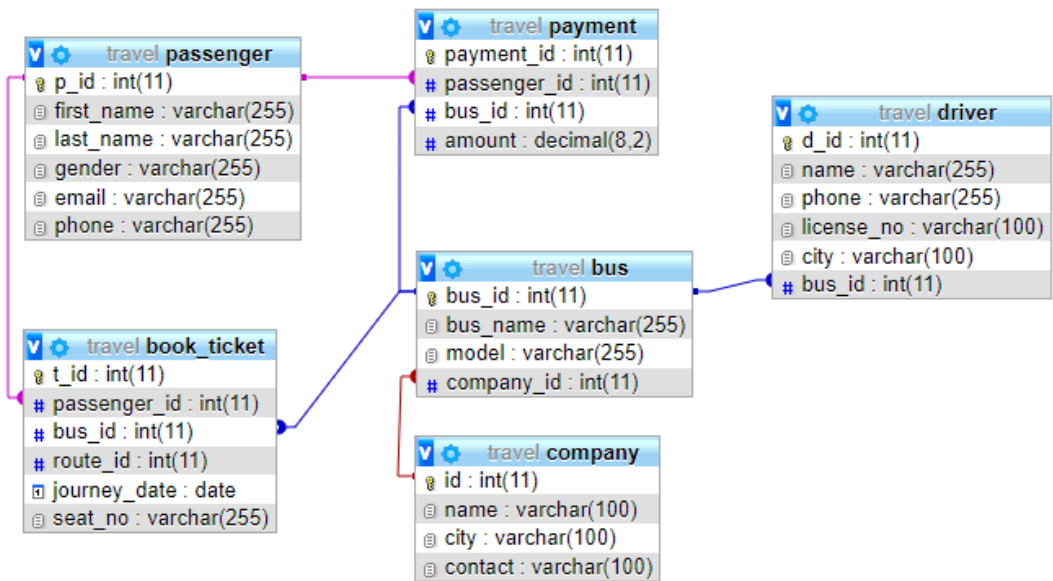 travel passenger
p_id : int(11)
first_name : varchar(255)
last_name : varchar(255)
gender : varchar(255)
email : varchar(255)
phone : varchar(255)
travel payment
payment_id : int(11)
# passenger_id : int(11)
# bus_id : int(11)
# amount : decimal(8,2)
travel driver
d_id : int(11)
name : varchar(255)
phone : varchar(255)
license_no : varchar(100)
city : varchar(100)
# bus_id : int(11)
travel bus
bus_id : int(11)
bus_name : varchar(255)
model : varchar(255)
# company_id : int(11)
travel book_ticket
t_id : int(11)
# passenger_id : int(11)
# bus_id : int(11)
# route_id : int(11)
journey_date : date
seat_no : varchar(255)
travel company
id : int(11)
name : varchar(100)
city : varchar(100)
contact : varchar(100)